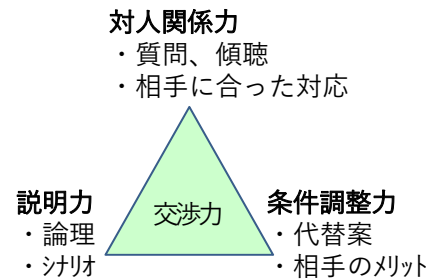 対人関係力
・質問、傾聴
・相手に合った対応
交渉力
説明力
・論理
・ｼﾅﾘｵ
条件調整力
・代替案
・相手のﾒﾘｯﾄ